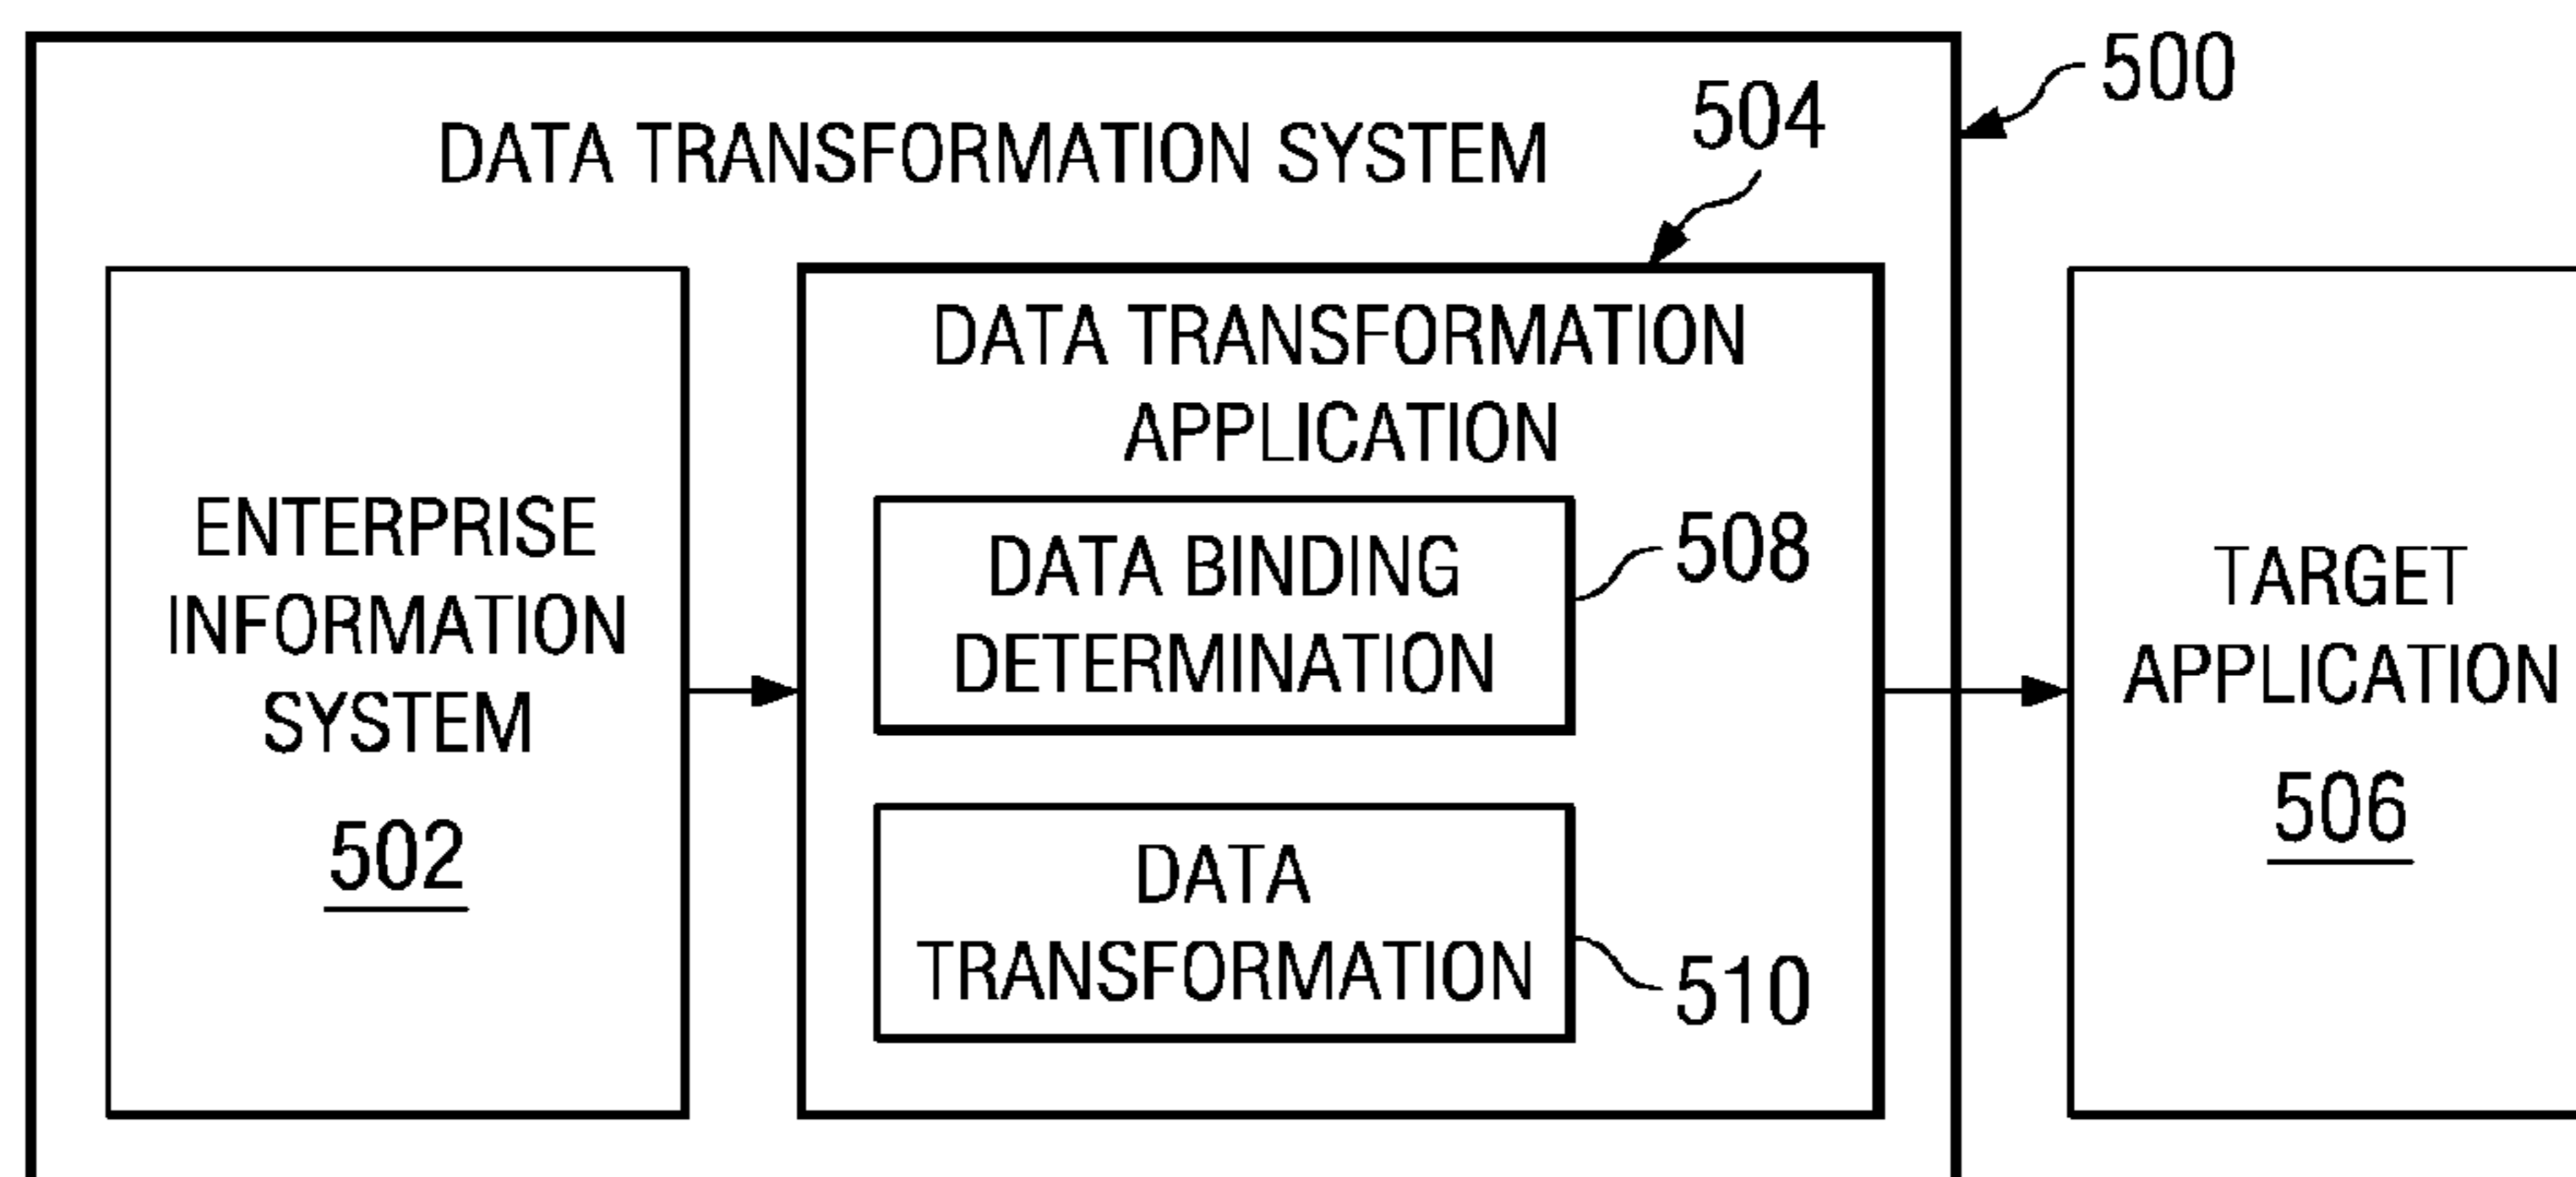 500
DATA TRANSFORMATION SYSTEM
504
ENTERPRISE
INFORMATION
SYSTEM
502
DATA TRANSFORMATION
APPLICATION
DATA BINDING
DETERMINATION
508
DATA
TRANSFORMATION
510
TARGET
APPLICATION
506